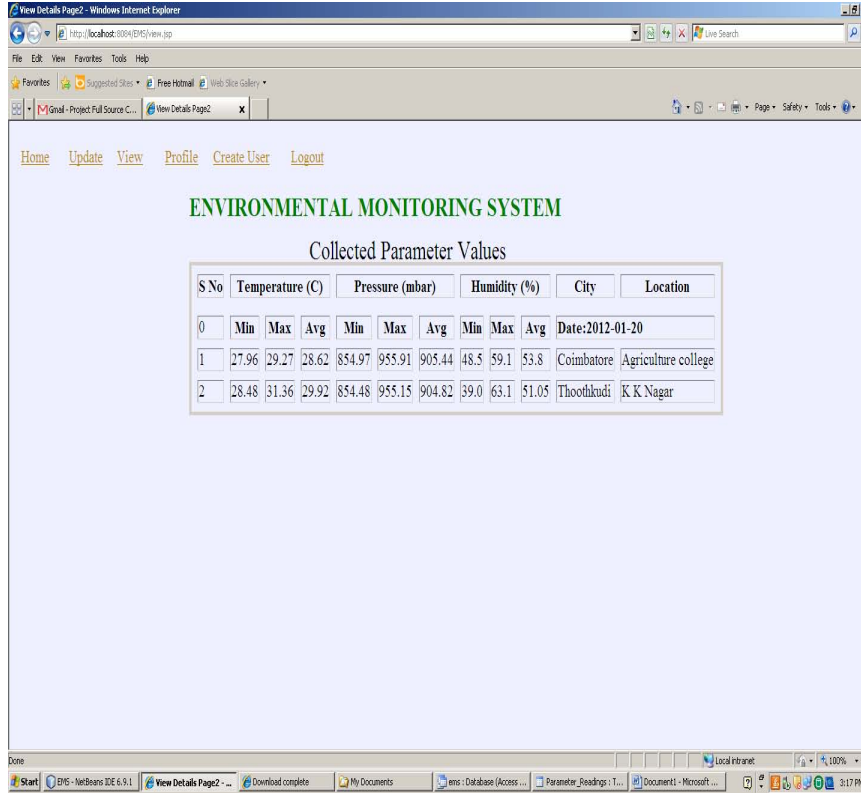 View Details Page2 - Windows Internet Explorer
http://localhost:8084/EMS/view.jsp
Live Search
File Edit View Favorites Tools Help
Favorites Suggested Sites Free Hotmail Web Slice Gallery
Gmail - Project Full Source C... View Details Page2 x Page Safety Tools
Home Update View Profile Create User Logout
ENVIRONMENTAL MONITORING SYSTEM
Collected Parameter Values
S No Temperature (C) Pressure (mbar) Humidity (%) City Location
0 Min Max Avg Min Max Avg Min Max Avg Date:2012-01-20
1 27.96 29.27 28.62 854.97 955.91 905.44 48.5 59.1 53.8 Coimbatore Agriculture college
2 28.48 31.36 29.92 854.48 955.15 904.82 39.0 63.1 51.05 Thoothkudi K K Nagar
Done Local intranet 100%
Start EMS - NetBeans IDE 6.9.1 View Details Page2 - ... Download complete My Documents ems : Database (Access ... Parameter_Readings : T... Document1 - Microsoft ... 3:17 PM